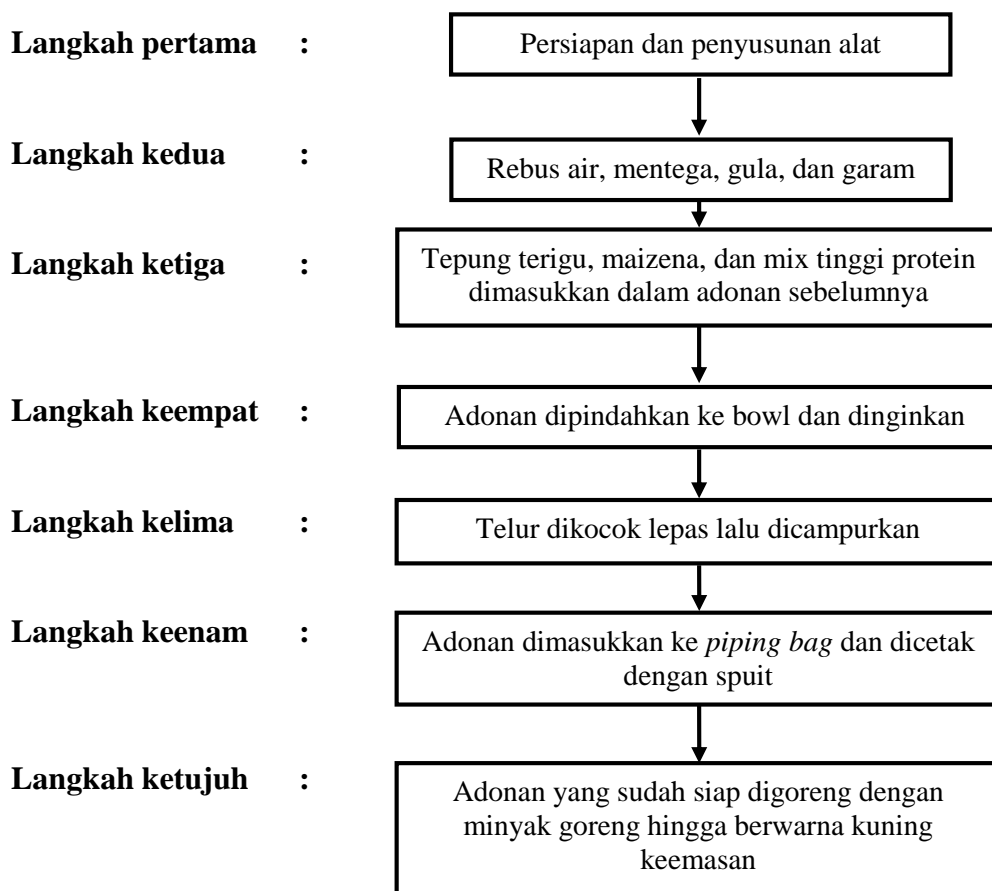 Langkah pertama : Persiapan dan penyusunan alat
Langkah kedua : Rebus air, mentega, gula, dan garam
Langkah ketiga : Tepung terigu, maizena, dan mix tinggi protein
dimasukkan dalam adonan sebelumnya
Langkah keempat : Adonan dipindahkan ke bowl dan dinginkan
Langkah kelima : Telur dikocok lepas lalu dicampurkan
Langkah keenam : Adonan dimasukkan ke piping bag dan dicetak
dengan spuit
Langkah ketujuh : Adonan yang sudah siap digoreng dengan
minyak goreng hingga berwarna kuning
keemasan